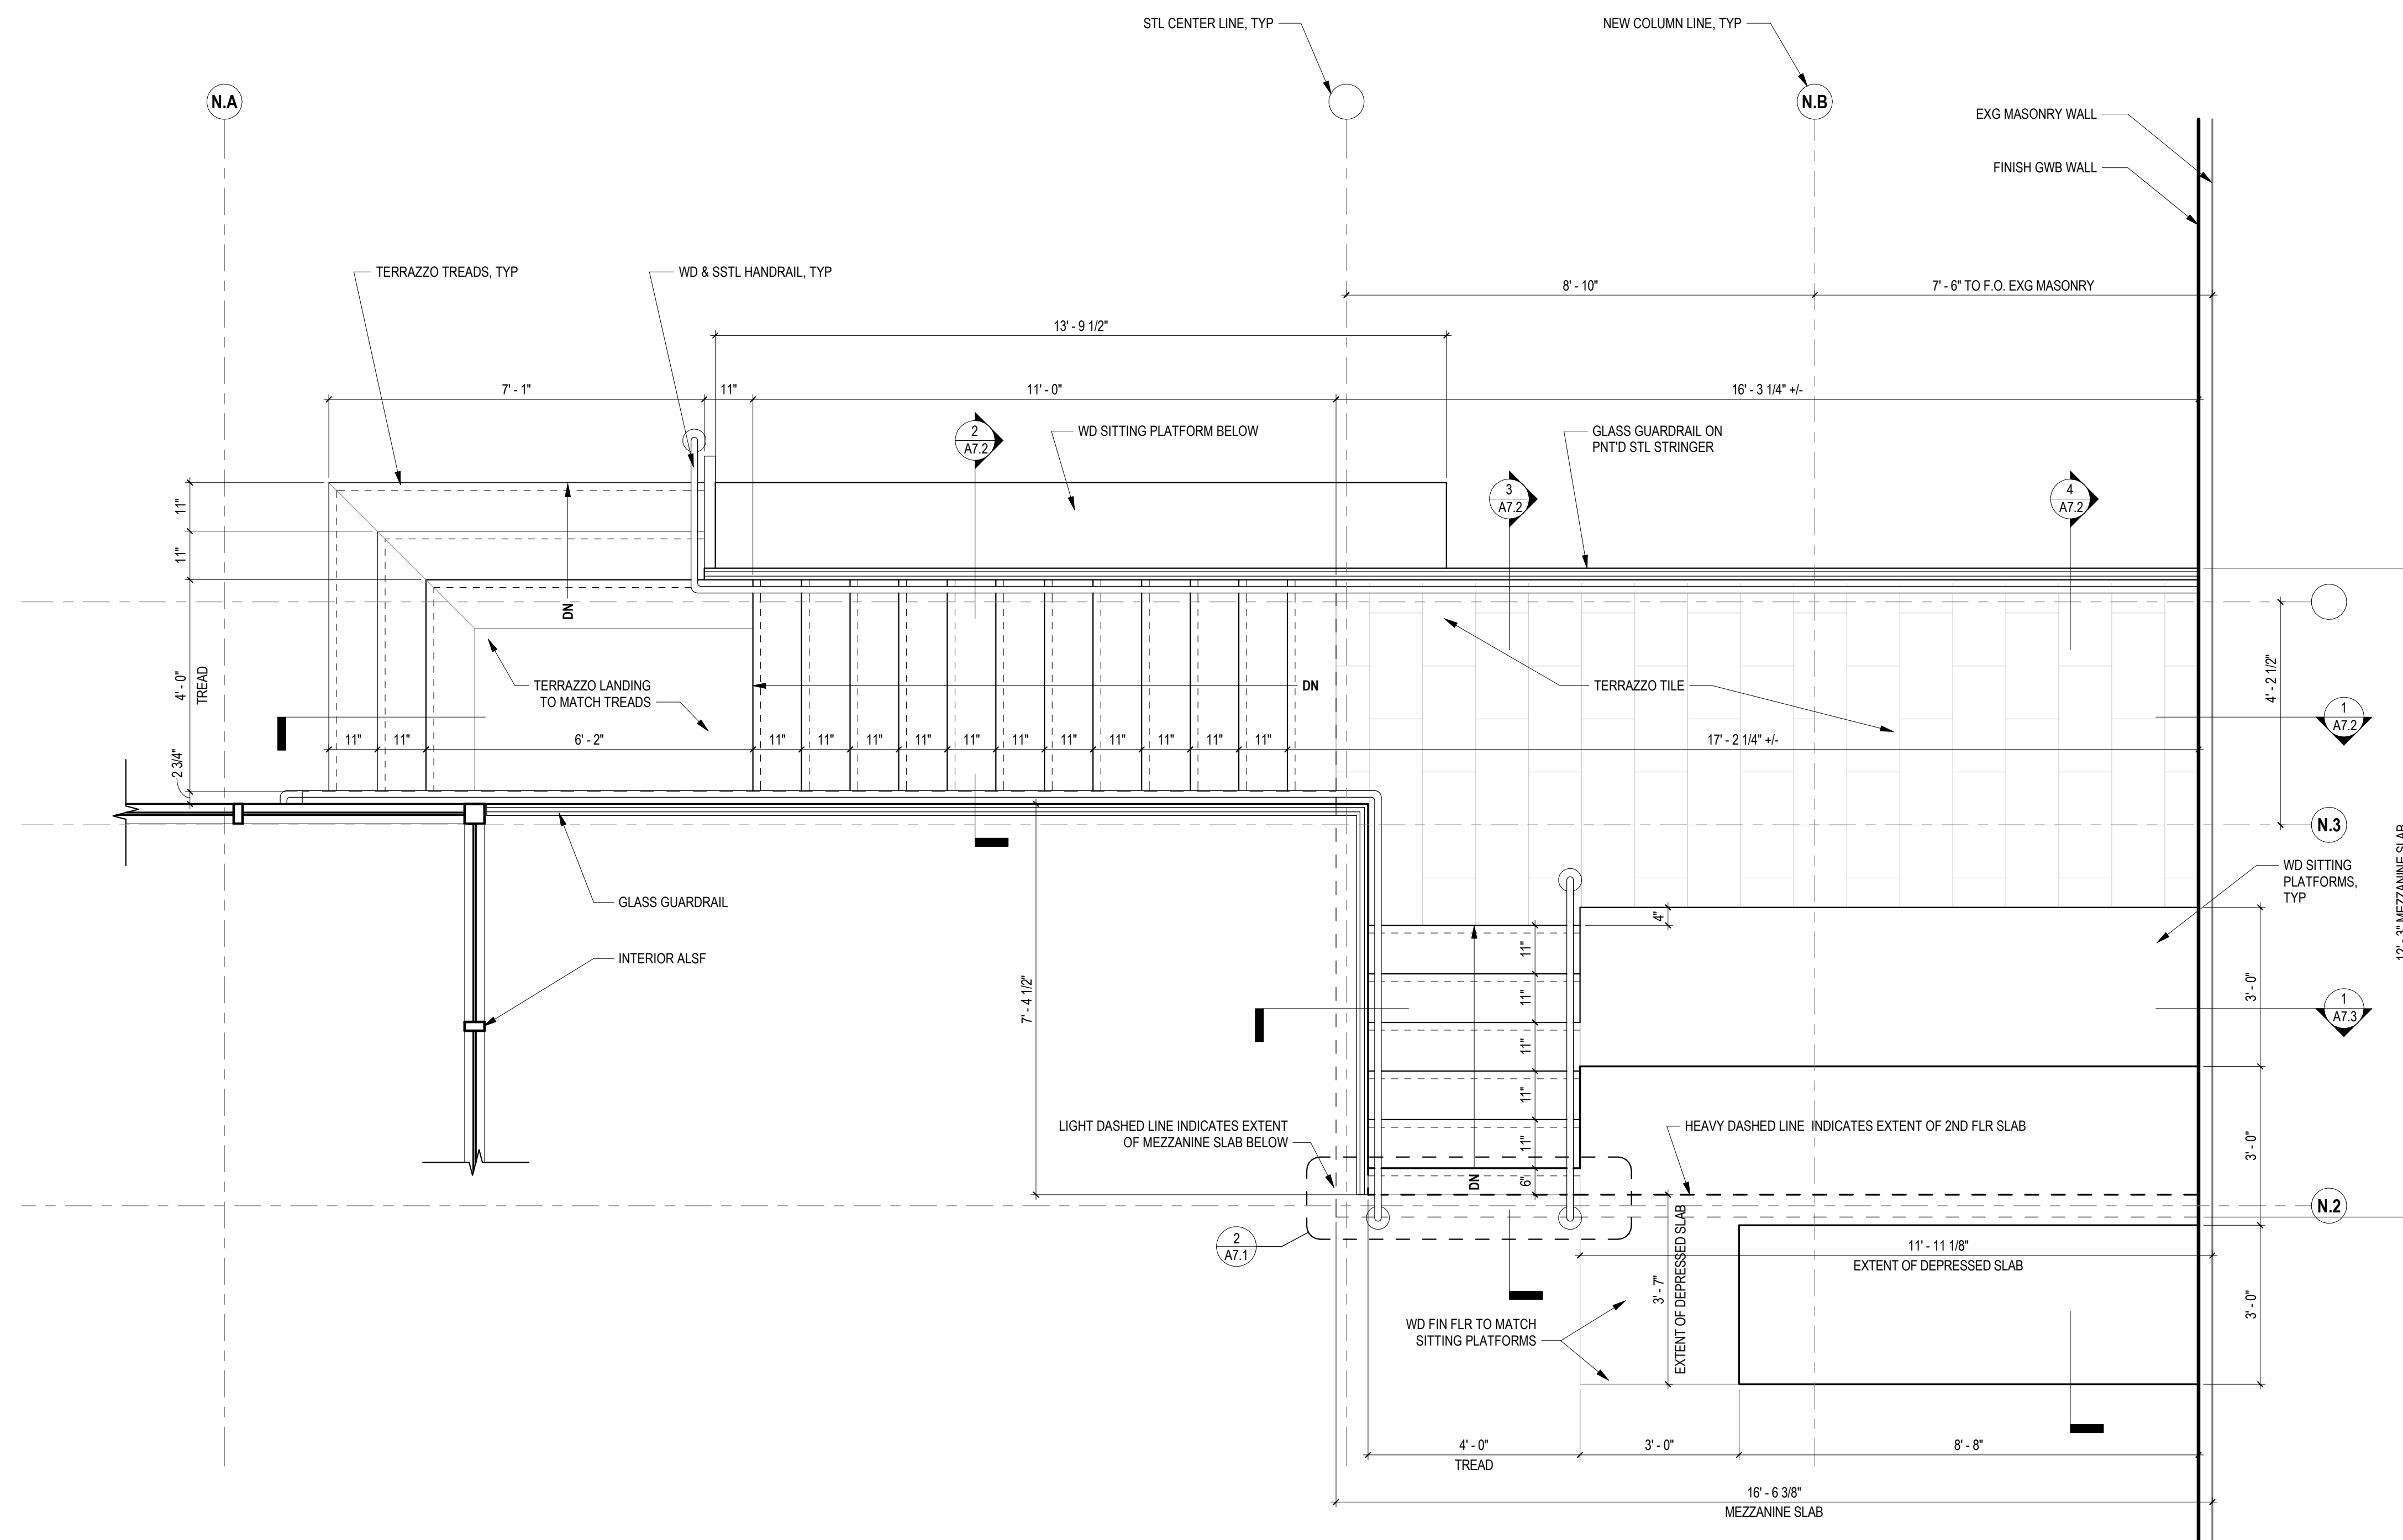 STL CENTER LINE, TYP
NEW COLUMN LINE, TYP
N.A
N.B
EXG MASONRY WALL
FINISH GWB WALL
TERRAZZO TREADS, TYP
WD & SSTL HANDRAIL, TYP
8' - 10"
7' - 6" TO F.O. EXG MASONRY
13' - 9 1/2"
7' - 1"
11"
11' - 0"
16' - 3 1/4" +/-
2
A7.2
WD SITTING PLATFORM BELOW
GLASS GUARDRAIL ON
PNT'D STL STRINGER
3
A7.2
4
A7.2
11"
11"
4' - 0"
TREAD
2 3/4"
DN
TERRAZZO LANDING
TO MATCH TREADS
DN
TERRAZZO TILE
4' - 2 1/2"
1
A7.2
11"
11"
6' - 2"
11"
11"
11"
11"
11"
11"
11"
11"
11"
11"
11"
17' - 2 1/4" +/-
N.3
12' - 3" MEZZANINE SLAB
WD SITTING
PLATFORMS,
TYP
GLASS GUARDRAIL
INTERIOR ALSF
4"
11"
11"
11"
11"
11"
6"
DN
7' - 4 1/2"
3' - 0"
3' - 0"
3' - 0"
1
A7.3
LIGHT DASHED LINE INDICATES EXTENT
OF MEZZANINE SLAB BELOW
HEAVY DASHED LINE INDICATES EXTENT OF 2ND FLR SLAB
N.2
2
A7.1
11' - 11 1/8"
EXTENT OF DEPRESSED SLAB
3' - 7"
EXTENT OF DEPRESSED SLAB
WD FIN FLR TO MATCH
SITTING PLATFORMS
4' - 0"
TREAD
3' - 0"
8' - 8"
16' - 6 3/8"
MEZZANINE SLAB